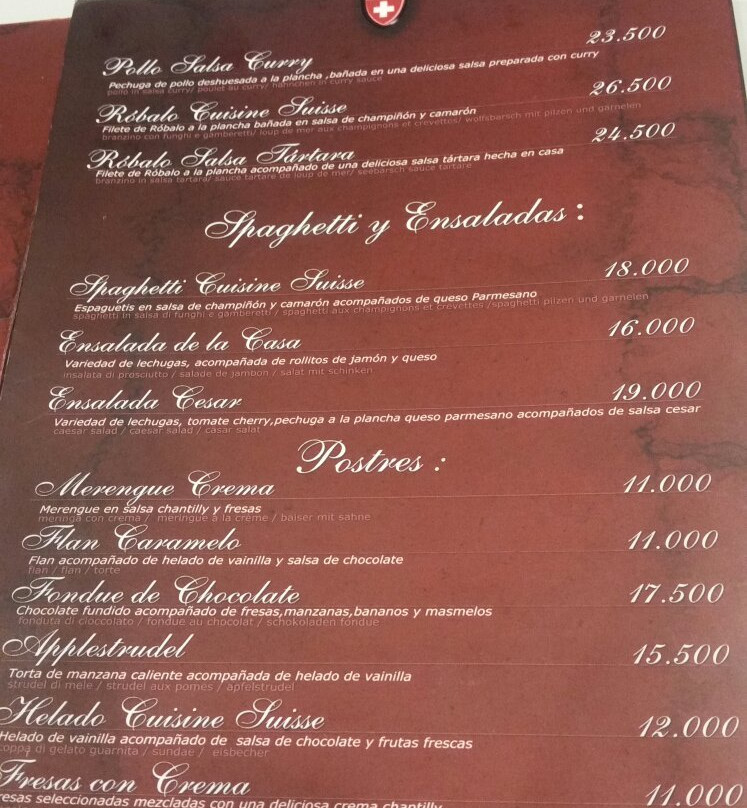 Pollo Salsa Curry 23.500
Pechuga de pollo deshuesada a la plancha ,bañada en una deliciosa salsa preparada con curry
pollo in salsa curry/ poulet au curry/ hähnchen in curry sauce
Róbalo Cuisine Suisse 26.500
Filete de Róbalo a la plancha bañada en salsa de champiñón y camarón
branzino con funghi e gamberetti/ loup de mer aux champignons et crevettes/ wolfsbarsch mit pilzen und garnelen
Róbalo Salsa Tártara 24.500
Filete de Róbalo a la plancha acompañado de una deliciosa salsa tártara hecha en casa
branzino in salsa tartara/ sauce tartare de loup de mer/ seebarsch sauce tartare
Spaghetti y Ensaladas :
Spaghetti Cuisine Suisse 18.000
Espaguetis en salsa de champiñón y camarón acompañados de queso Parmesano
spaghetti in salsa di funghi e gamberetti / spaghetti aux champignons et crevettes /spaghetti pilzen und garnelen
Ensalada de la Casa 16.000
Variedad de lechugas, acompañada de rollitos de jamón y queso
insalata di prosciutto / salade de jambon / salat mit schinken
Ensalada Cesar 19.000
Variedad de lechugas, tomate cherry,pechuga a la plancha queso parmesano acompañados de salsa cesar
caesar salad / caesar salad / cäsar salat
Postres :
Merengue Crema 11.000
Merengue en salsa chantilly y fresas
meringa con crema / meringue a la crème / baiser mit sahne
Flan Caramelo 11.000
Flan acompañado de helado de vainilla y salsa de chocolate
flan / flan / torte
Fondue de Chocolate 17.500
Chocolate fundido acompañado de fresas,manzanas,bananos y masmelos
fonduta di cioccolato / fondue au chocolat / schokoladen fondue
Applestrudel 15.500
Torta de manzana caliente acompañada de helado de vainilla
strudel di mele / strudel aux pomes / apfelstrudel
Helado Cuisine Suisse 12.000
Helado de vainilla acompañado de salsa de chocolate y frutas frescas
coppa di gelato guarnita / sundae / eisbecher
Fresas con Crema 11.000
resas seleccionadas mezcladas con una deliciosa crema chantilly